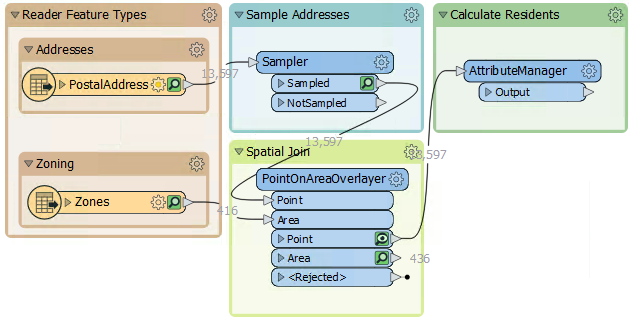 Reader Feature Types
Addresses
PostalAddress
13,597
Zoning
Zones
416
Sample Addresses
Sampler
Sampled
NotSampled
13,597
Spatial Join
PointOnAreaOverlayer
Point
Area
Point
Area
436
<Rejected>
13,597
Calculate Residents
AttributeManager
Output